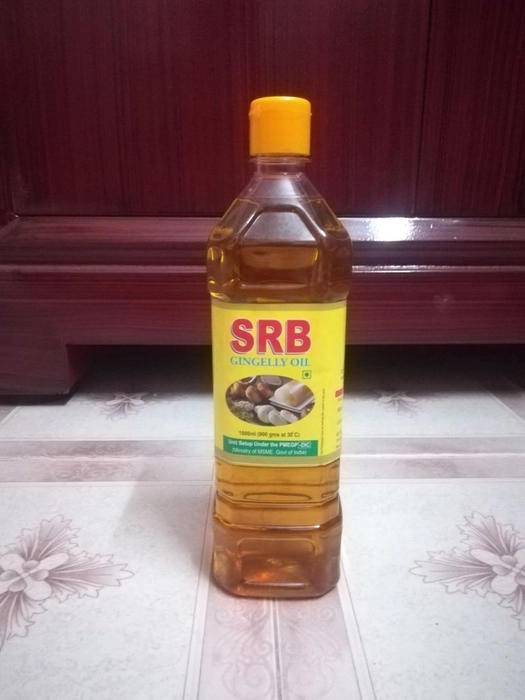 SRB
GINGELLY OIL
1000ml (900 gms at 30˚C)
Unit Setup Under the PMEGP-DIC
(Ministry of MSME. Govt of India)